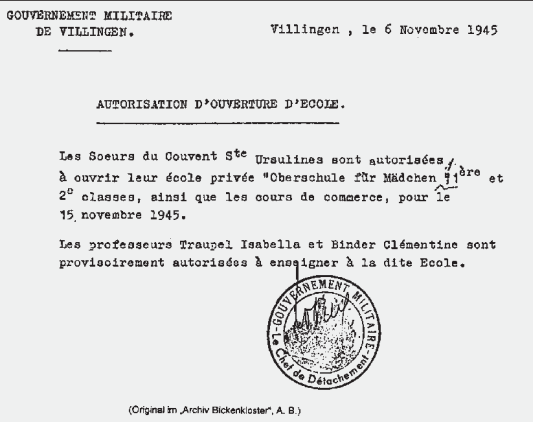 GOUVERNEMENT MILITAIRE
DE VILLINGEN.
Villingen , le 6 Novembre 1945
AUTORISATION D'OUVERTURE D'ECOLE.
Les Soeurs du Couvent Ste Ursulines sont autorisées
à ouvrir leur école privée "Oberschule für Mädchen 1ère et
2° classes, ainsi que les cours de commerce, pour le
15 novembre 1945.
Les professeurs Traupel Isabella et Binder Clémentine sont
provisoirement autorisées à enseigner à la dite Ecole.
GOUVERNEMENT MILITAIRE
Le Chef de Détachement
(Original im „Archiv Bickenkloster", A. B.)